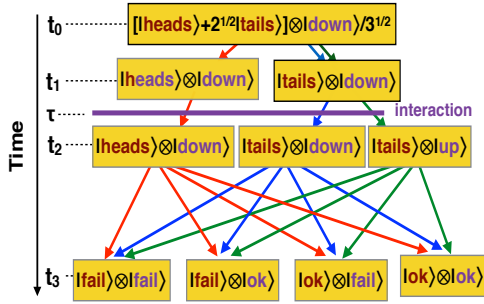 t₀ [|heads⟩+2^{1/2}|tails⟩]⊗|down⟩/3^{1/2}
t₁ |heads⟩⊗|down⟩ |tails⟩⊗|down⟩
τ interaction
t₂ |heads⟩⊗|down⟩ |tails⟩⊗|down⟩ |tails⟩⊗|up⟩
Time
t₃ |fail⟩⊗|fail⟩ |fail⟩⊗|ok⟩ |ok⟩⊗|fail⟩ |ok⟩⊗|ok⟩